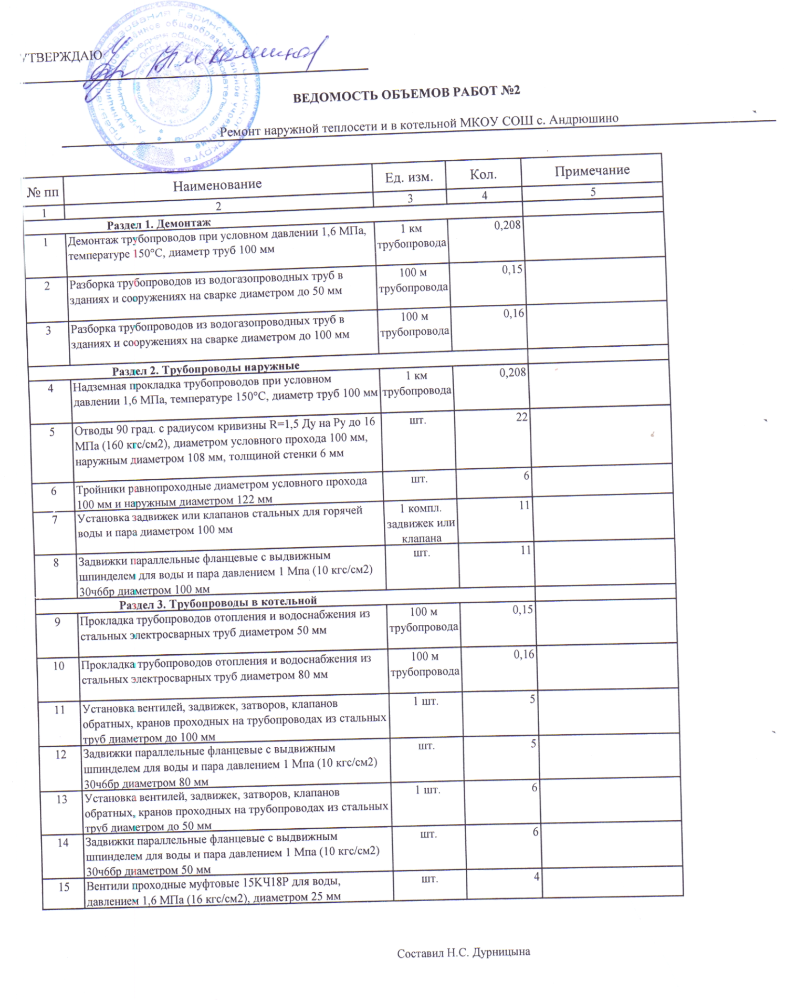 УТВЕРЖДАЮ
ВЕДОМОСТЬ ОБЪЕМОВ РАБОТ №2
Ремонт наружной теплосети и в котельной МКОУ СОШ с. Андрюшино
№ пп Наименование Ед. изм. Кол. Примечание
1 2 3 4 5
Раздел 1. Демонтаж
1 Демонтаж трубопроводов при условном давлении 1,6 МПа, 1 км 0,208
температуре 150°С, диаметр труб 100 мм трубопровода
2 Разборка трубопроводов из водогазопроводных труб в 100 м 0,15
зданиях и сооружениях на сварке диаметром до 50 мм трубопровода
3 Разборка трубопроводов из водогазопроводных труб в 100 м 0,16
зданиях и сооружениях на сварке диаметром до 100 мм трубопровода
Раздел 2. Трубопроводы наружные
4 Надземная прокладка трубопроводов при условном 1 км 0,208
давлении 1,6 МПа, температуре 150°С, диаметр труб 100 мм трубопровода
5 Отводы 90 град. с радиусом кривизны R=1,5 Ду на Ру до 16 шт. 22
МПа (160 кгс/см2), диаметром условного прохода 100 мм,
наружным диаметром 108 мм, толщиной стенки 6 мм
6 Тройники равнопроходные диаметром условного прохода шт. 6
100 мм и наружным диаметром 122 мм
7 Установка задвижек или клапанов стальных для горячей 1 компл. 11
воды и пара диаметром 100 мм задвижек или
клапана
8 Задвижки параллельные фланцевые с выдвижным шт. 11
шпинделем для воды и пара давлением 1 Мпа (10 кгс/см2)
30ч6бр диаметром 100 мм
Раздел 3. Трубопроводы в котельной
9 Прокладка трубопроводов отопления и водоснабжения из 100 м 0,15
стальных электросварных труб диаметром 50 мм трубопровода
10 Прокладка трубопроводов отопления и водоснабжения из 100 м 0,16
стальных электросварных труб диаметром 80 мм трубопровода
11 Установка вентилей, задвижек, затворов, клапанов 1 шт. 5
обратных, кранов проходных на трубопроводах из стальных
труб диаметром до 100 мм
12 Задвижки параллельные фланцевые с выдвижным шт. 5
шпинделем для воды и пара давлением 1 Мпа (10 кгс/см2)
30ч6бр диаметром 80 мм
13 Установка вентилей, задвижек, затворов, клапанов 1 шт. 6
обратных, кранов проходных на трубопроводах из стальных
труб диаметром до 50 мм
14 Задвижки параллельные фланцевые с выдвижным шт. 6
шпинделем для воды и пара давлением 1 Мпа (10 кгс/см2)
30ч6бр диаметром 50 мм
15 Вентили проходные муфтовые 15КЧ18Р для воды, шт. 4
давлением 1,6 МПа (16 кгс/см2), диаметром 25 мм
Составил Н.С. Дурницына